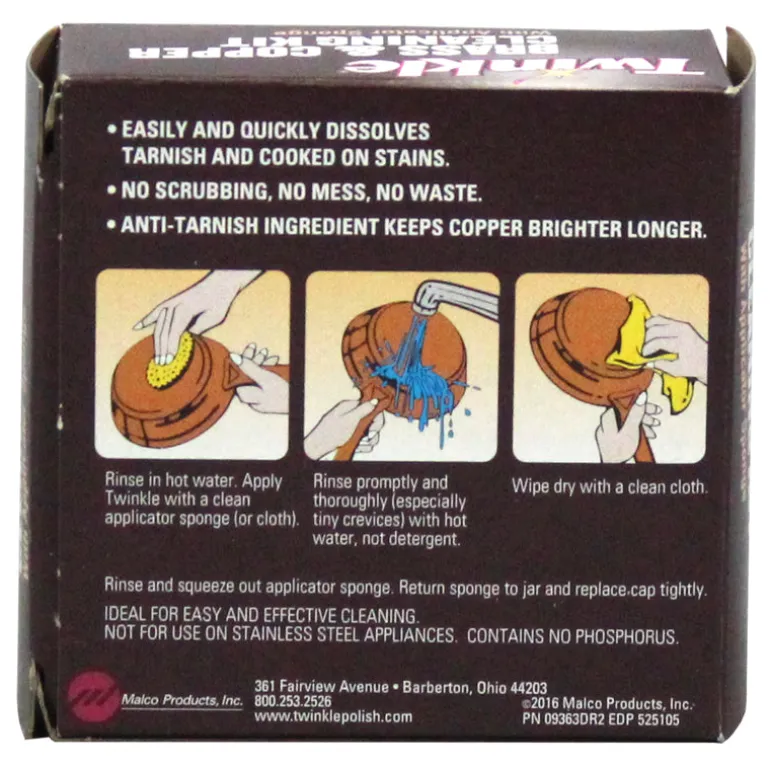 With Applicator Sponge
BRASS & COPPER
CLEANING KIT
Twinkle
• EASILY AND QUICKLY DISSOLVES
TARNISH AND COOKED ON STAINS.
• NO SCRUBBING, NO MESS, NO WASTE.
• ANTI-TARNISH INGREDIENT KEEPS COPPER BRIGHTER LONGER.
Rinse in hot water. Apply
Twinkle with a clean
applicator sponge (or cloth).
Rinse promptly and
thoroughly (especially
tiny crevices) with hot
water, not detergent.
Wipe dry with a clean cloth.
Rinse and squeeze out applicator sponge. Return sponge to jar and replace cap tightly.
IDEAL FOR EASY AND EFFECTIVE CLEANING.
NOT FOR USE ON STAINLESS STEEL APPLIANCES. CONTAINS NO PHOSPHORUS.
Malco Products, Inc.
361 Fairview Avenue • Barberton, Ohio 44203
800.253.2526
www.twinklepolish.com
©2016 Malco Products, Inc.
PN 09363DR2 EDP 525105
With Applicator Sponge